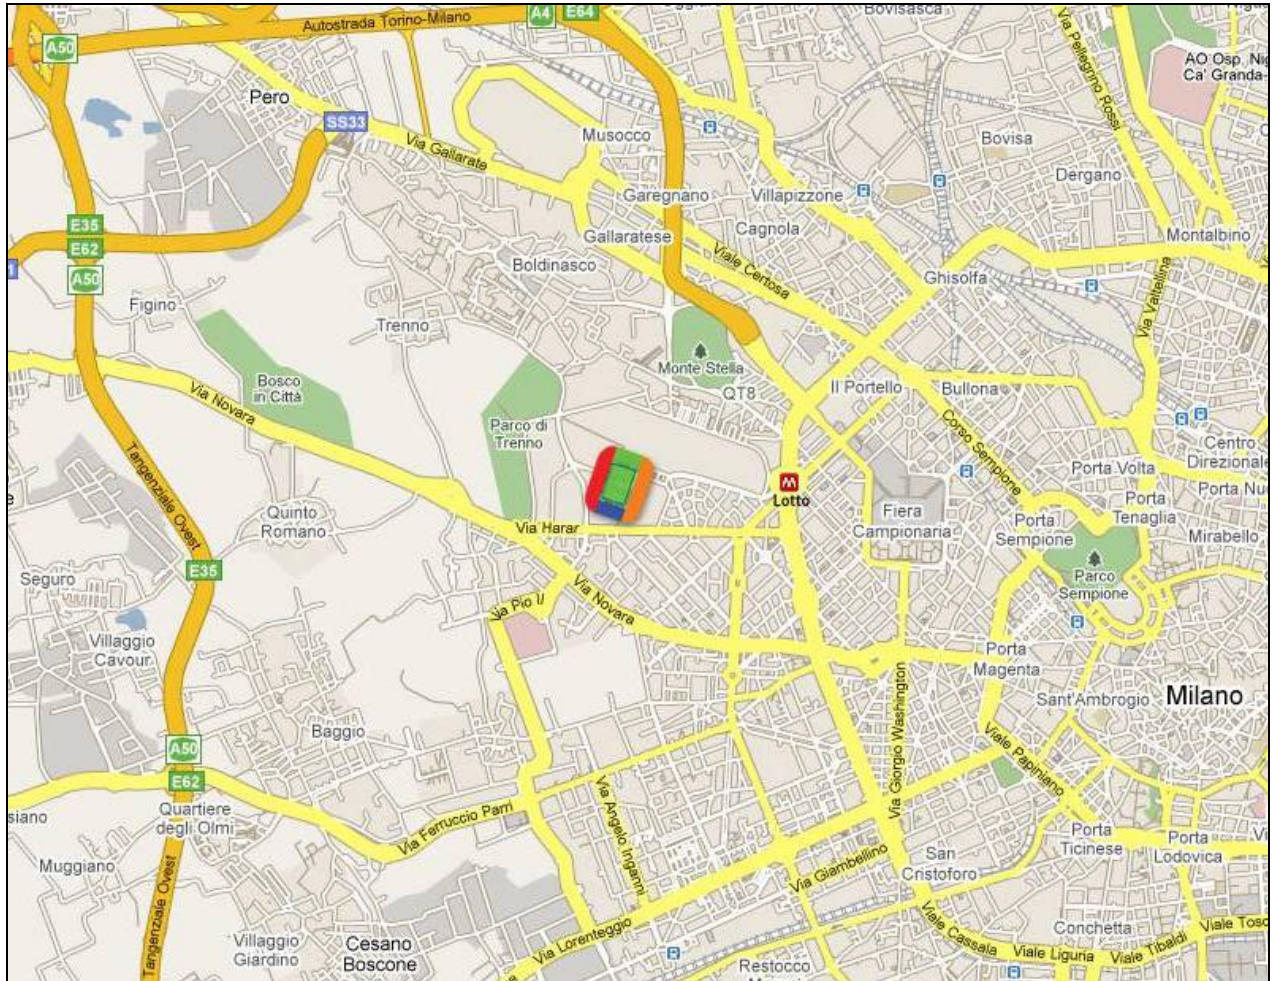 Bovisasca
Autostrada Torino-Milano
A4
E64
A50
AO Osp. Nig
Ca' Granda-
Via Pellegrino Rossi
Pero
SS33
Musocco
Via Gallarate
Bovisa
Dergano
Garegnano
Villapizzone
E35
E62
Cagnola
Gallaratese
Montalbino
A50
Boldinasco
Viale Certosa
Ghisolfa
Via Valtellina
Figino
Trenno
Monte Stella
QT8
Il Portello
Bullona
Bosco
in Città
Via Novara
Parco di
Trenno
Corso Sempione
Centro
Direzionale
Porta Volta
Porta Nu
Tangenziale Ovest
Lotto
Porta
Tenaglia
Quinto
Romano
Via Harar
Fiera
Campionaria
Porta
Sempione
Mirabello
E35
Seguro
Parco
Sempione
Via Pio II
Via Novara
Villaggio
Cavour
Porta
Magenta
Sant'Ambrogio
Milano
Via Giorgio Washington
Baggio
A50
E62
Viale Papiniano
siano
Quartiere
degli Olmi
Via Ferruccio Parri
Via Angelo Inganni
Porta
Ticinese
Porta
Lodovica
Vi
Muggiano
San
Cristoforo
Via Giambellino
Tangenziale Ovest
Villaggio
Giardino
Cesano
Boscone
Via Lorenteggio
Viale Cassala
Viale Liguria
Conchetta
Viale Tibaldi
Viale Tosc
Restocco